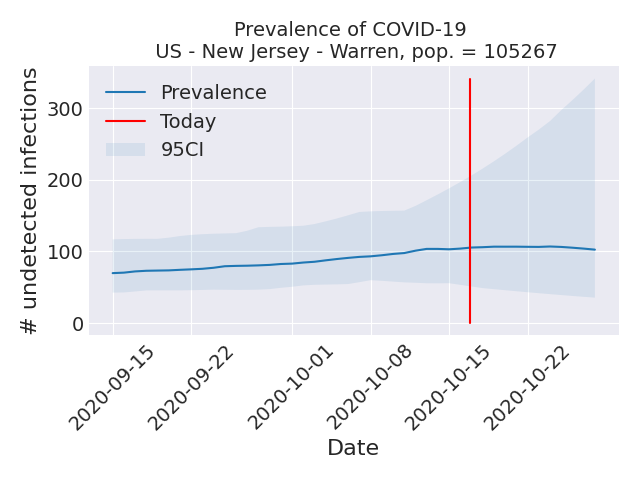 Prevalence of COVID-19
US - New Jersey - Warren, pop. = 105267
# undetected infections
300
200
100
0
Prevalence
Today
95CI
2020-09-15
2020-09-22
2020-10-01
2020-10-08
2020-10-15
2020-10-22
Date